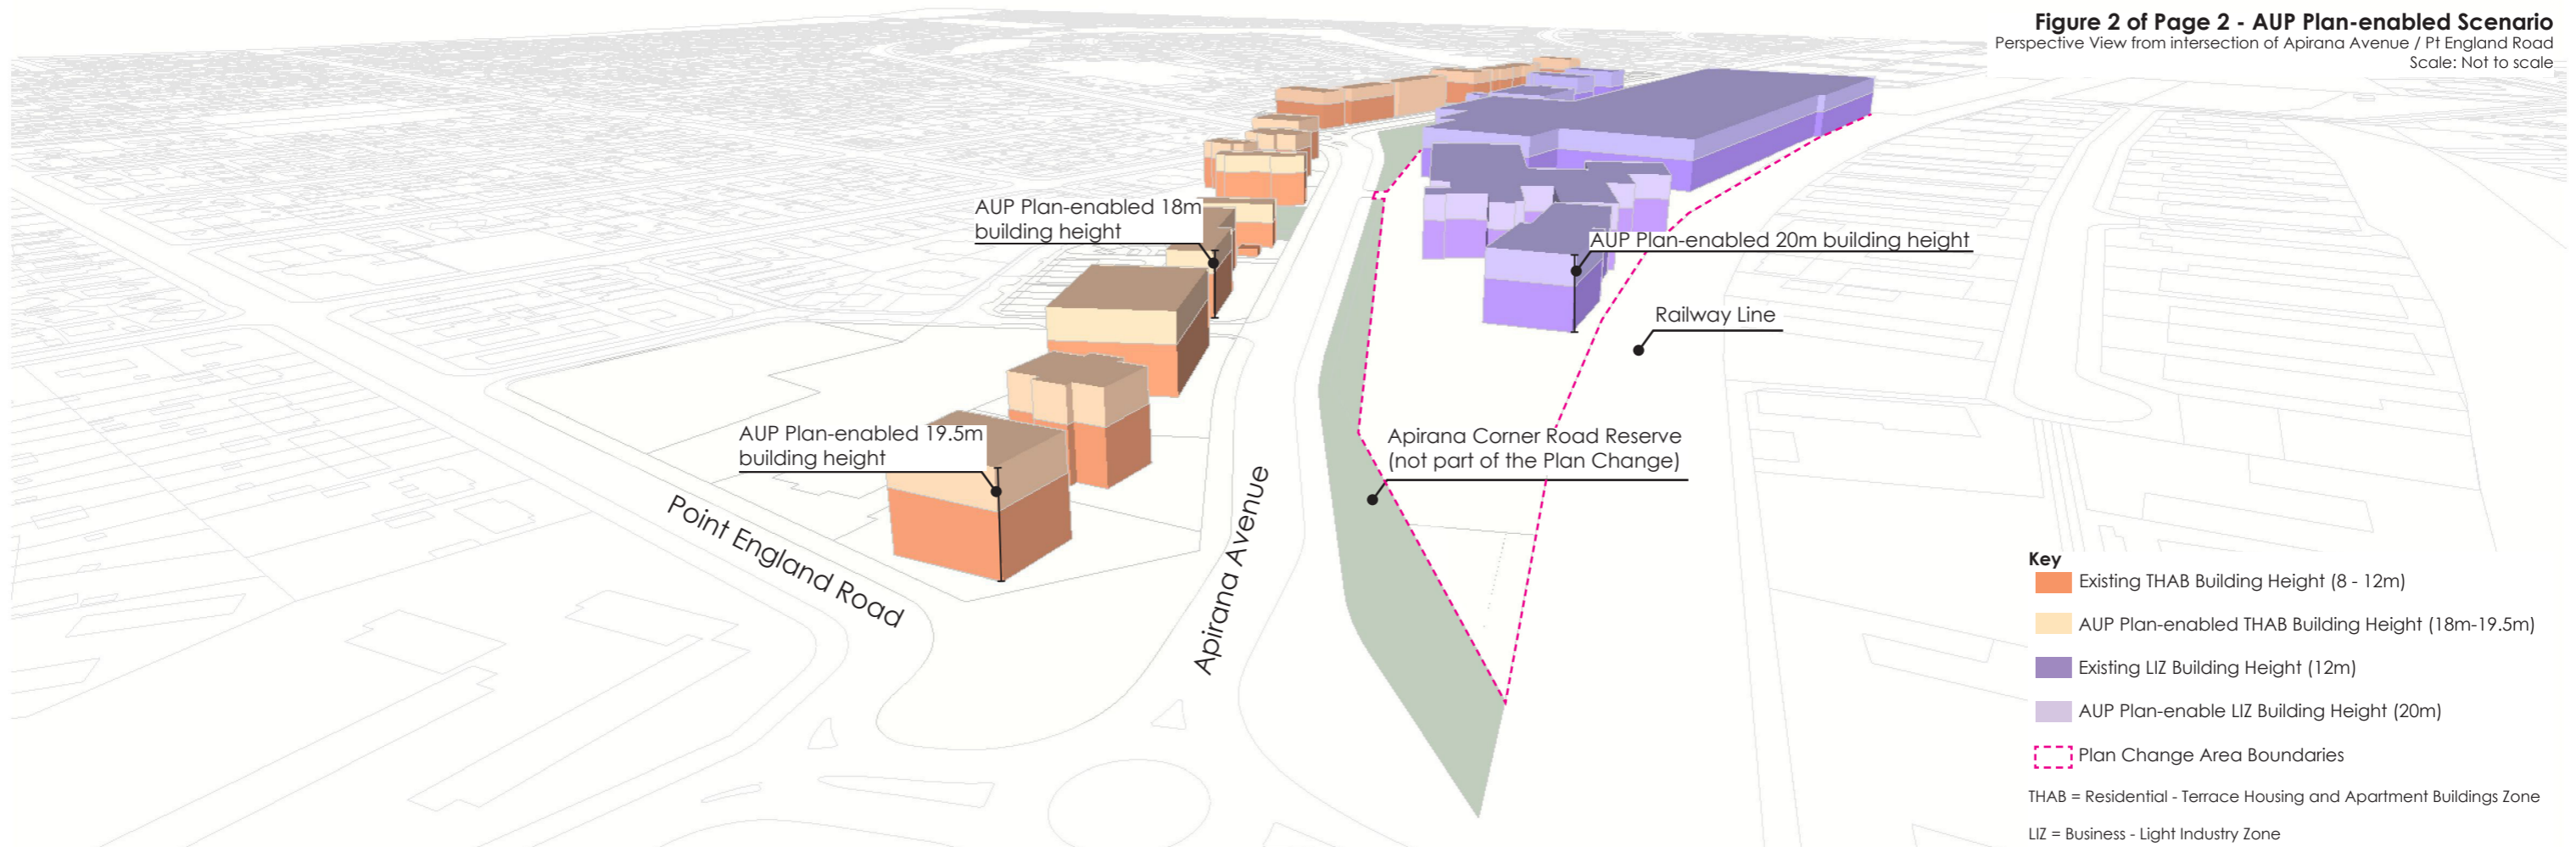 Figure 2 of Page 2 - AUP Plan-enabled Scenario
Perspective View from intersection of Apirana Avenue / Pt England Road
Scale: Not to scale
AUP Plan-enabled 18m
building height
AUP Plan-enabled 20m building height
Railway Line
AUP Plan-enabled 19.5m
building height
Apirana Corner Road Reserve
(not part of the Plan Change)
Point England Road
Apirana Avenue
Key
Existing THAB Building Height (8 - 12m)
AUP Plan-enabled THAB Building Height (18m-19.5m)
Existing LIZ Building Height (12m)
AUP Plan-enable LIZ Building Height (20m)
Plan Change Area Boundaries
THAB = Residential - Terrace Housing and Apartment Buildings Zone
LIZ = Business - Light Industry Zone